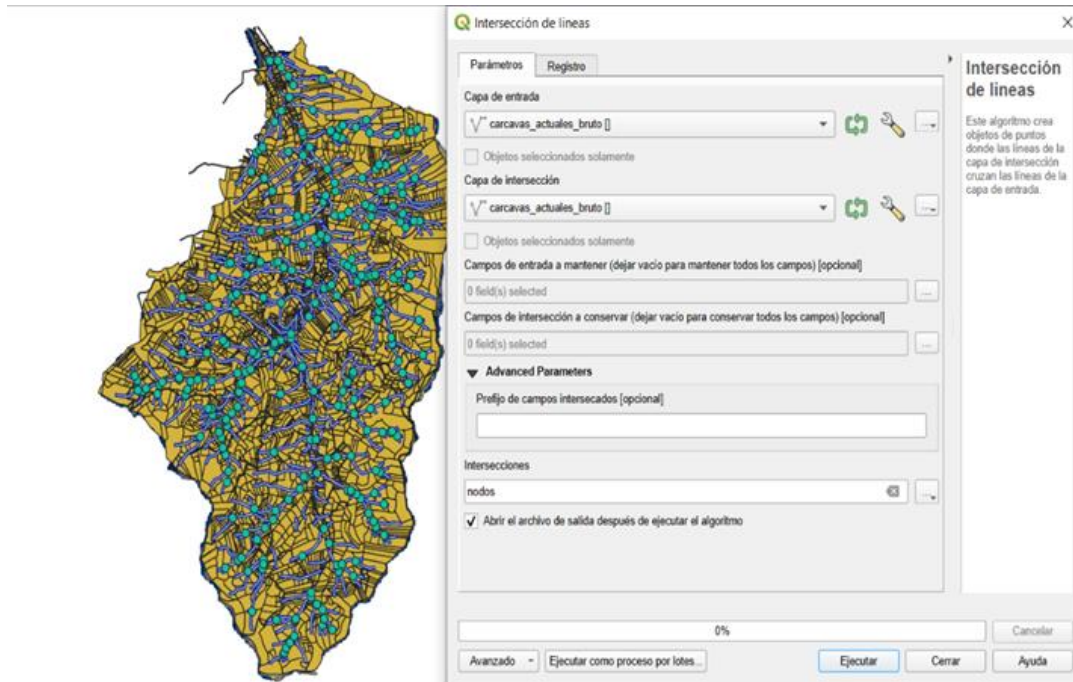 Intersección de lineas
Parámetros
Registro
Capa de entrada
carcavas_actuales_bruto []
Objetos seleccionados solamente
Capa de intersección
carcavas_actuales_bruto []
Objetos seleccionados solamente
Campos de entrada a mantener (dejar vacío para mantener todos los campos) [opcional]
0 field(s) selected
...
Campos de intersección a conservar (dejar vacío para conservar todos los campos) [opcional]
0 field(s) selected
...
Advanced Parameters
Prefijo de campos intersecados [opcional]
Intersecciones
nodos
Abrir el archivo de salida después de ejecutar el algoritmo
0%
Cancelar
Avanzado
Ejecutar como proceso por lotes...
Ejecutar
Cerrar
Ayuda
Intersección
de lineas
Este algoritmo crea
objetos de puntos
donde las líneas de la
capa de intersección
cruzan las líneas de la
capa de entrada.